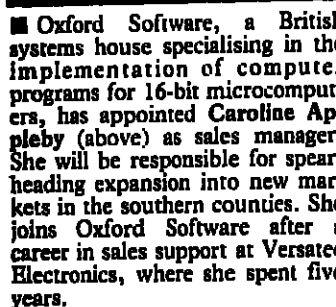 ■ Oxford Software, a British
systems house specialising in the
implementation of compute
programs for 16-bit microcomput
ers, has appointed Caroline Ap
pleby (above) as sales manager
She will be responsible for spear
heading expansion into new mar
kets in the southern counties. She
joins Oxford Software after a
career in sales support at Versatec
Electronics, where she spent five
years.